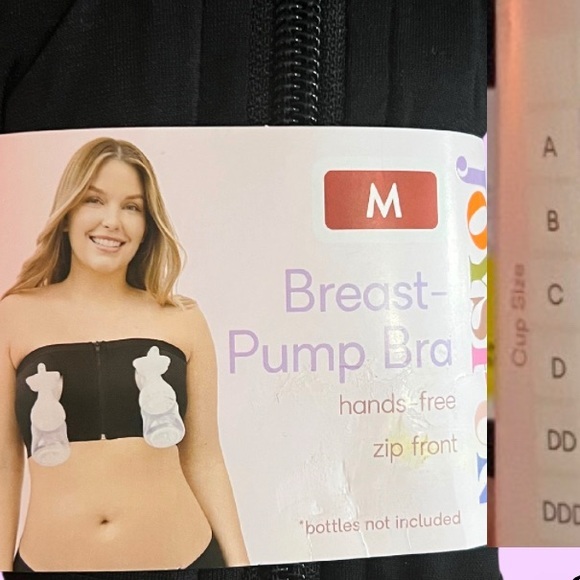 M
Breast-
Pump Bra
hands-free
zip front
*bottles not included
Cup Size
A
B
C
D
DD
DDD